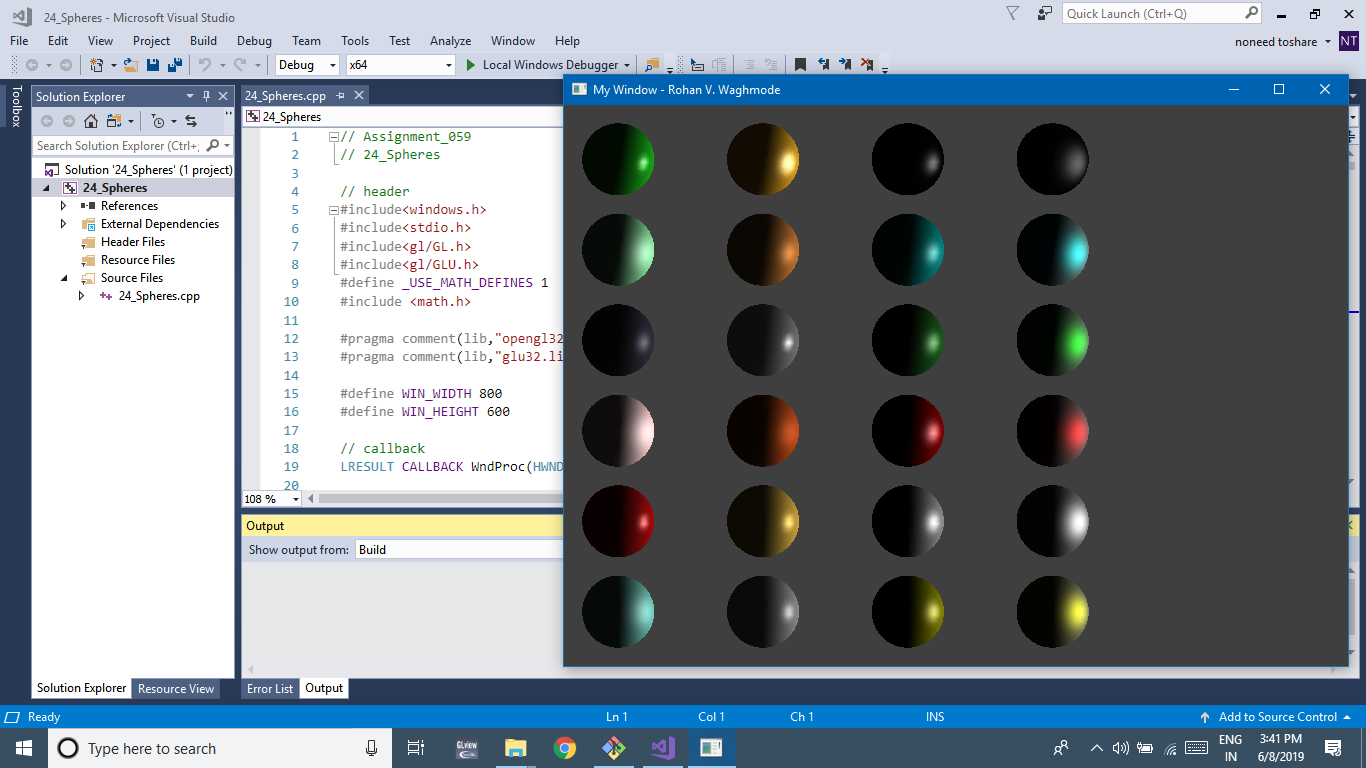 24_Spheres - Microsoft Visual Studio
Quick Launch (Ctrl+Q)
File Edit View Project Build Debug Team Tools Test Analyze Window Help
noneed toshare NT
Debug x64 Local Windows Debugger
Toolbox
Solution Explorer
Search Solution Explorer (Ctrl+;
Solution '24_Spheres' (1 project)
24_Spheres
References
External Dependencies
Header Files
Resource Files
Source Files
24_Spheres.cpp
Solution Explorer Resource View
24_Spheres.cpp
24_Spheres
1 // Assignment_059
2 // 24_Spheres
3
4 // header
5 #include<windows.h>
6 #include<stdio.h>
7 #include<gl/GL.h>
8 #include<gl/GLU.h>
9 #define _USE_MATH_DEFINES 1
10 #include <math.h>
11
12 #pragma comment(lib,"opengl32
13 #pragma comment(lib,"glu32.li
14
15 #define WIN_WIDTH 800
16 #define WIN_HEIGHT 600
17
18 // callback
19 LRESULT CALLBACK WndProc(HWND
20
108 %
Output
Show output from: Build
Error List Output
My Window - Rohan V. Waghmode
Ready Ln 1 Col 1 Ch 1 INS Add to Source Control
Type here to search
GLview
ENG
IN
3:41 PM
6/8/2019